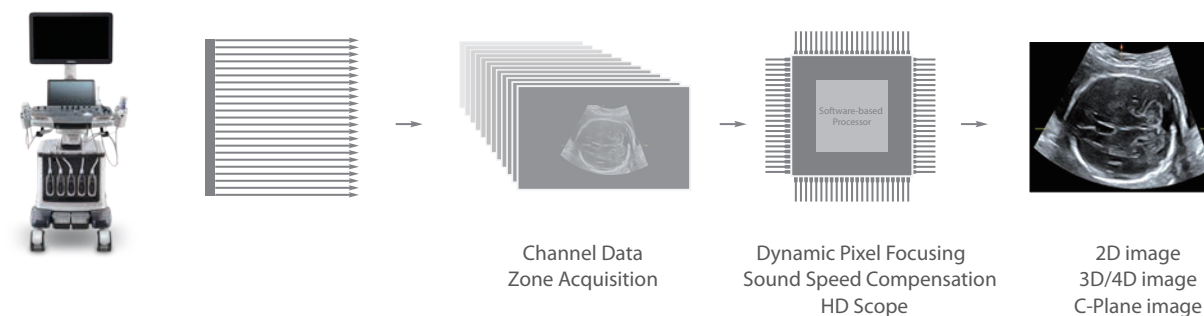 Software-based
Processor
Channel Data
Zone Acquisition
Dynamic Pixel Focusing
Sound Speed Compensation
HD Scope
2D image
3D/4D image
C-Plane image